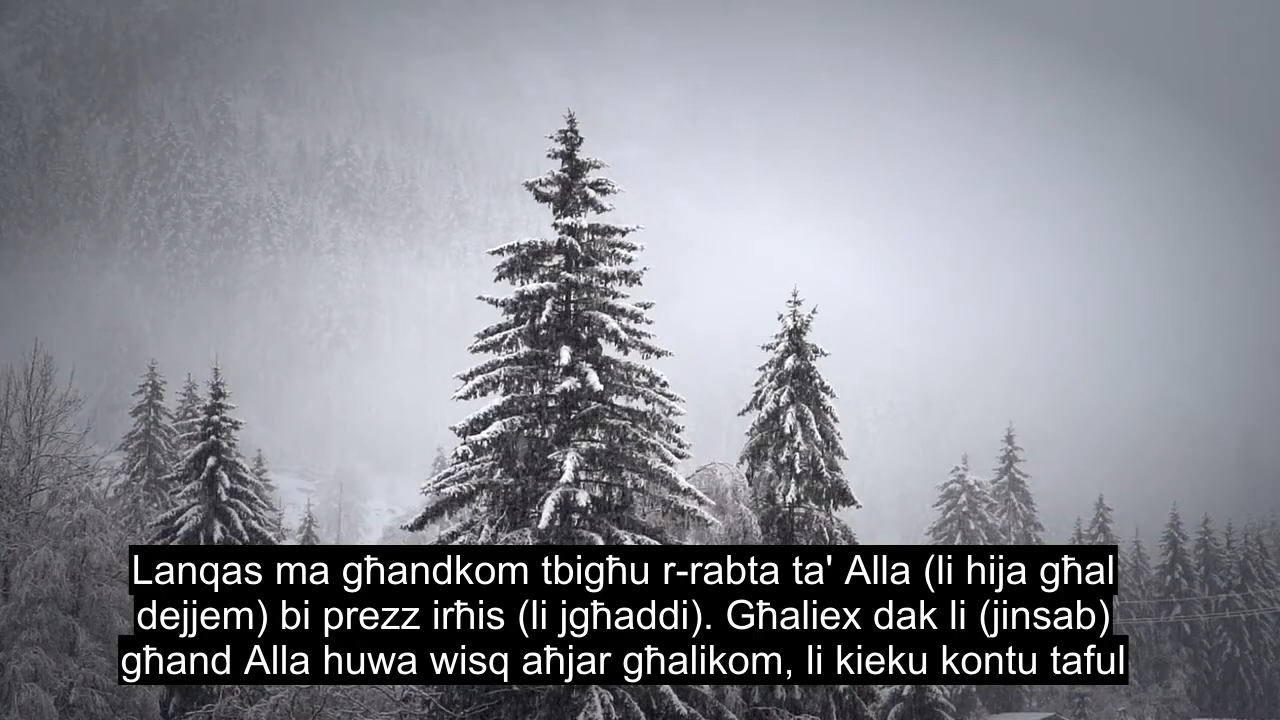 Lanqas ma għandkom tbigħu r-rabta ta' Alla (li hija għal
dejjem) bi prezz irħis (li jgħaddi). Għaliex dak li (jinsab)
għand Alla huwa wisq aħjar għalikom, li kieku kontu taful